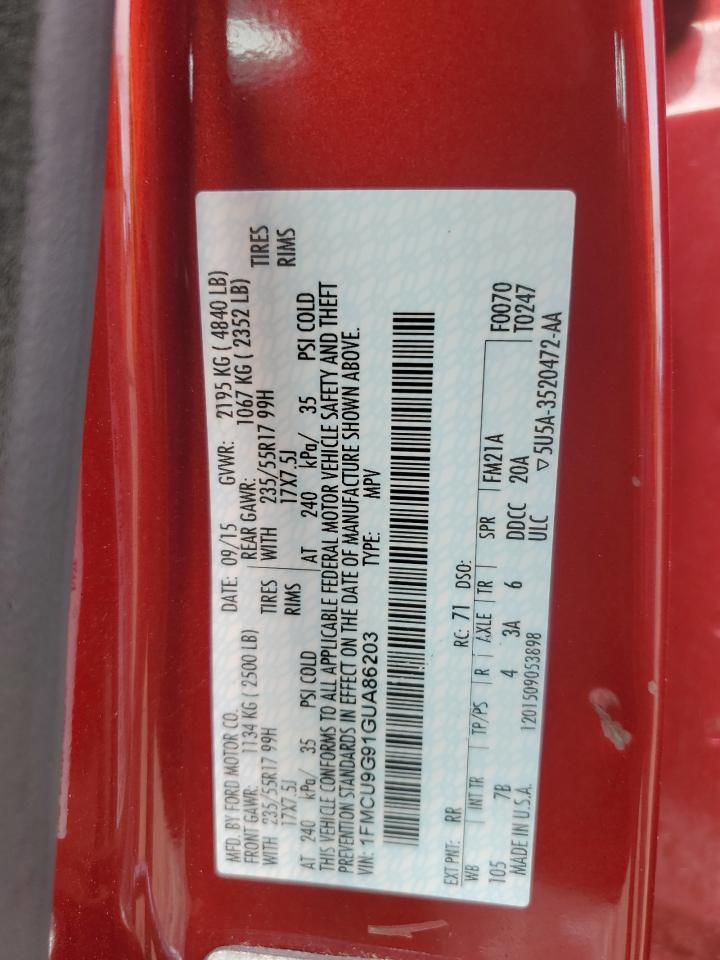 MFD. BY FORD MOTOR CO.
DATE: 09/15 GVWR: 2195 KG ( 4840 LB)
FRONT GAWR: 1134 KG ( 2500 LB) REAR GAWR: 1067 KG ( 2352 LB)
WITH 235/55R17 99H TIRES WITH 235/55R17 99H TIRES
17X7.5J RIMS 17X7.5J RIMS
AT 240 kPa/ 35 PSI COLD AT 240 kPa/ 35 PSI COLD
THIS VEHICLE CONFORMS TO ALL APPLICABLE FEDERAL MOTOR VEHICLE SAFETY AND THEFT
PREVENTION STANDARDS IN EFFECT ON THE DATE OF MANUFACTURE SHOWN ABOVE.
VIN: 1FMCU9G91GUA86203 TYPE: MPV
EXT PNT: RR RC: 71 DSO:
WB INT TR TP/PS R AXLE TR SPR FM21A F0070
105 7B 4 3A 6 DDCC 20A T0247
MADE IN U.S.A. 1201509053898 ULC ▽5U5A-3520472-AA